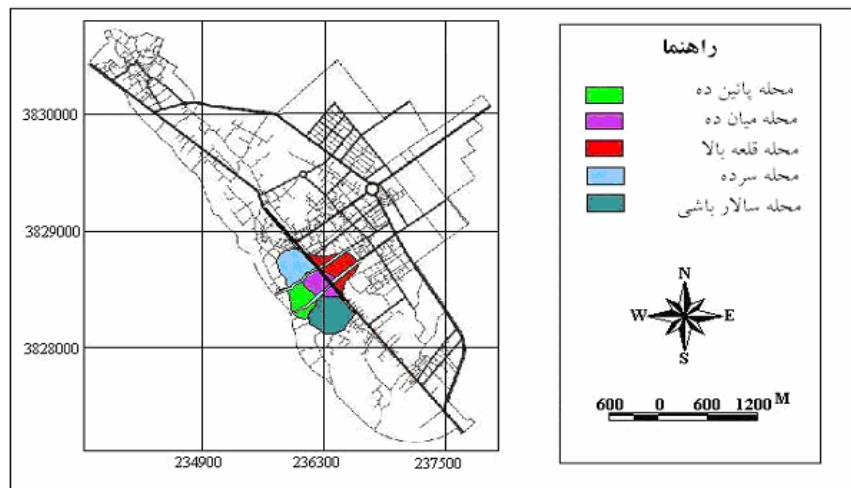 راهنما
محله پائین ده
محله میان ده
محله قلعه بالا
محله سرده
محله سالار باشی
N
W E
S
600 0 600 1200 M
3830000
3829000
3828000
234900 236300 237500